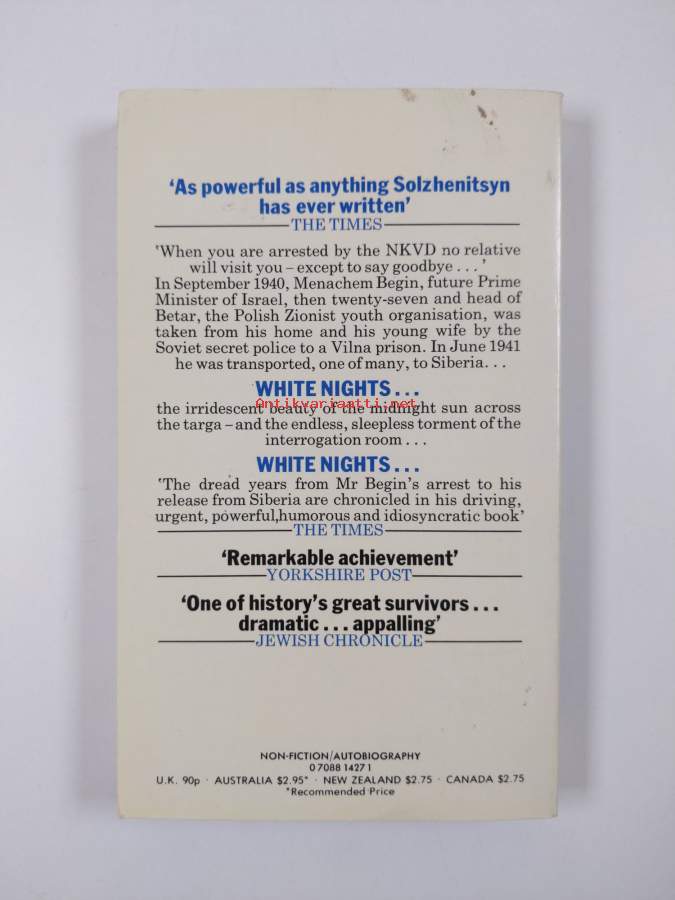 ‘As powerful as anything Solzhenitsyn
has ever written’
THE TIMES
‘When you are arrested by the NKVD no relative
will visit you – except to say goodbye . . . ’
In September 1940, Menachem Begin, future Prime
Minister of Israel, then twenty-seven and head of
Betar, the Polish Zionist youth organisation, was
taken from his home and his young wife by the
Soviet secret police to a Vilna prison. In June 1941
he was transported, one of many, to Siberia. . .
WHITE NIGHTS . . .
Antikvariaatti.net
the irridescent beauty of the midnight sun across
the targa – and the endless, sleepless torment of the
interrogation room . . .
WHITE NIGHTS . . .
‘The dread years from Mr Begin’s arrest to his
release from Siberia are chronicled in his driving,
urgent, powerful,humorous and idiosyncratic book’
THE TIMES
‘Remarkable achievement’
YORKSHIRE POST
‘One of history’s great survivors . . .
dramatic . . . appalling’
JEWISH CHRONICLE
NON-FICTION/AUTOBIOGRAPHY
0 7088 1427 1
U.K. 90p · AUSTRALIA $2.95* · NEW ZEALAND $2.75 · CANADA $2.75
*Recommended Price